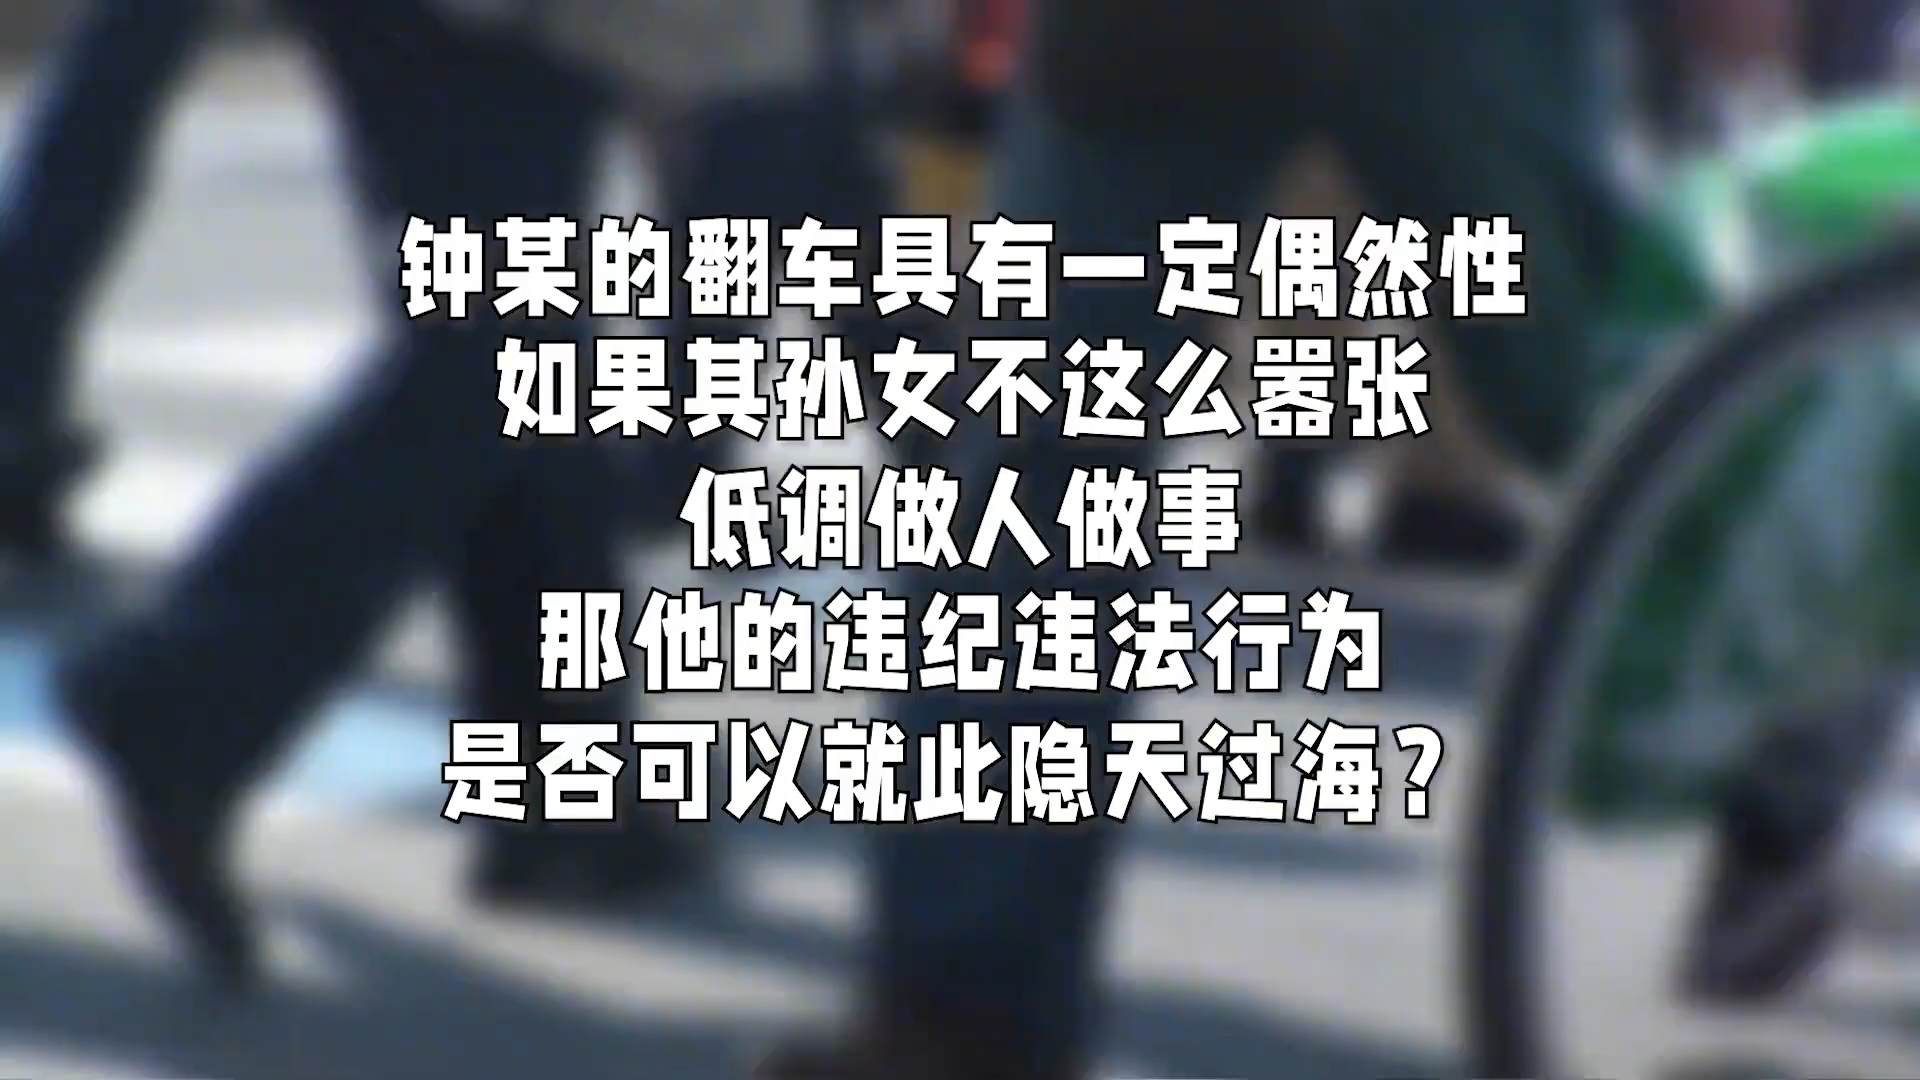 钟某的翻车具有一定偶然性
如果其孙女不这么嚣张
低调做人做事
那他的违纪违法行为
是否可以就此隐天过海？